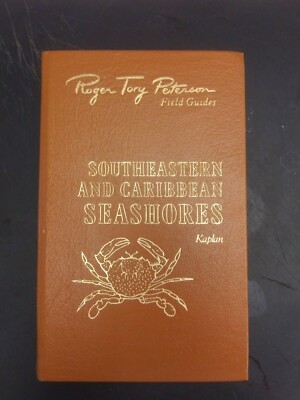 Roger Tory Peterson
Field Guides
SOUTHEASTERN
AND CARIBBEAN
SEASHORES
Kaplan